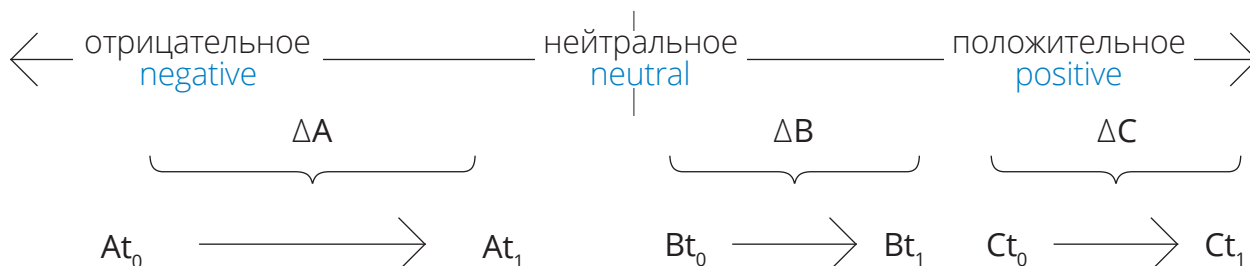 отрицательное нейтральное положительное
negative neutral positive
ΔA ΔB ΔC
At₀ At₁ Bt₀ Bt₁ Ct₀ Ct₁